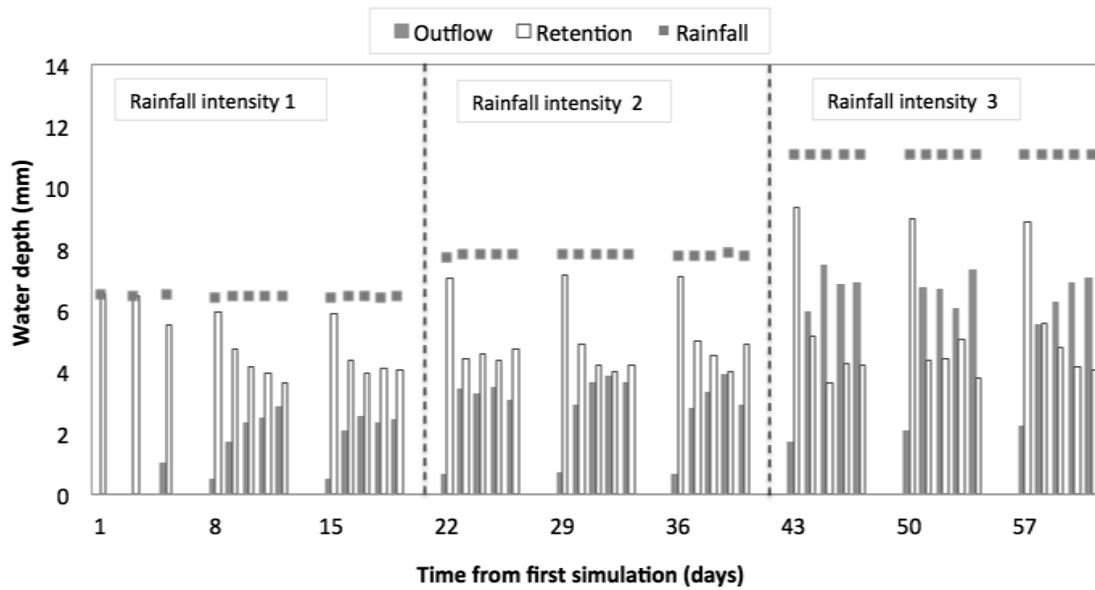 Outflow Retention Rainfall
14
12
10
8
6
4
2
0
Rainfall intensity 1
Rainfall intensity 2
Rainfall intensity 3
Water depth (mm)
1 8 15 22 29 36 43 50 57
Time from first simulation (days)